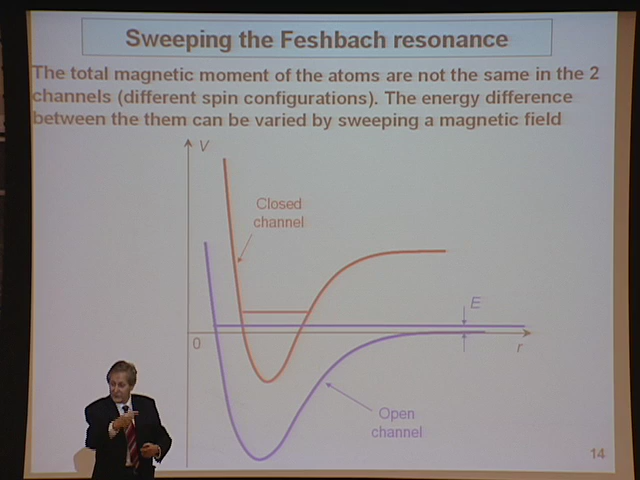 Sweeping the Feshbach resonance
The total magnetic moment of the atoms are not the same in the 2
channels (different spin configurations). The energy difference
between the them can be varied by sweeping a magnetic field
V
Closed
channel
E
0
r
Open
channel
14